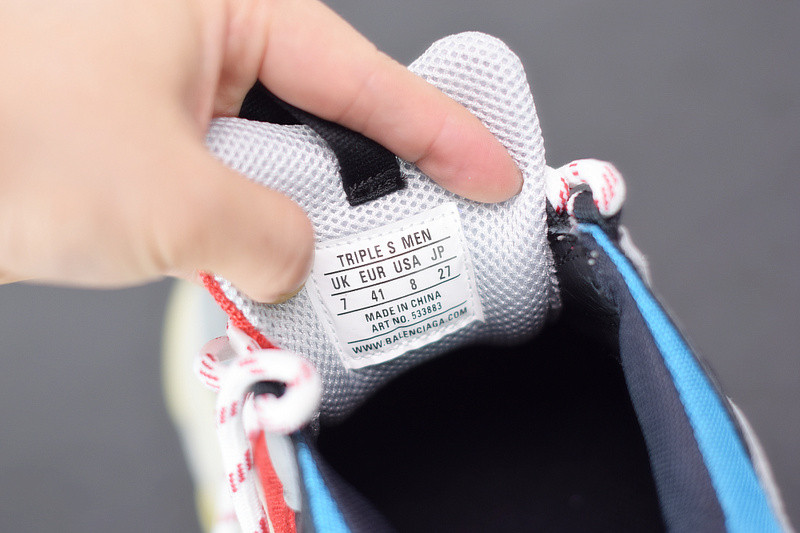 TRIPLE S MEN
UK EUR USA JP
7 41 8 27
MADE IN CHINA
ART NO. 533883
WWW.BALENCIAGA.COM